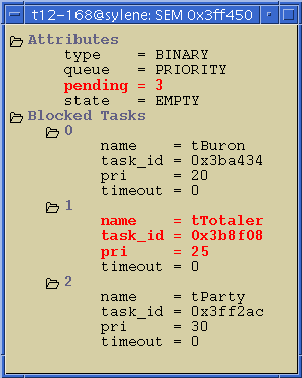 t12-168@sylene: SEM 0x3ff450
Attributes
type = BINARY
queue = PRIORITY
pending = 3
state = EMPTY
Blocked Tasks
0
name = tBuron
task_id = 0x3ba434
pri = 20
timeout = 0
1
name = tTotaler
task_id = 0x3b8f08
pri = 25
timeout = 0
2
name = tParty
task_id = 0x3ff2ac
pri = 30
timeout = 0